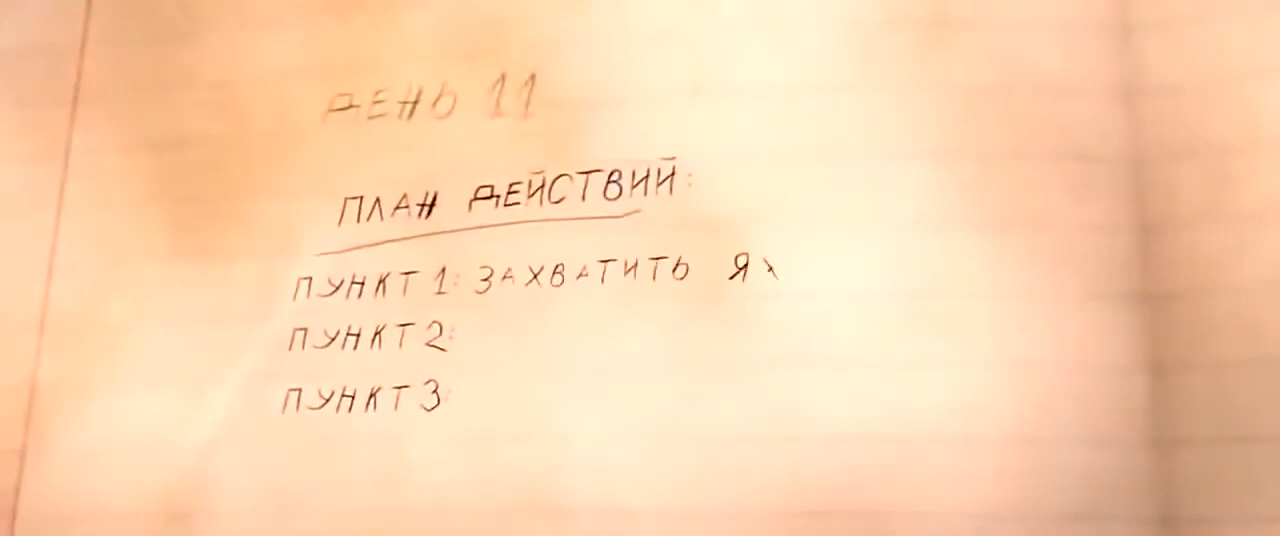 ДЕНЬ 11
ПЛАН ДЕЙСТВИЙ:
ПУНКТ 1: ЗАХВАТИТЬ
ПУНКТ 2:
ПУНКТ 3